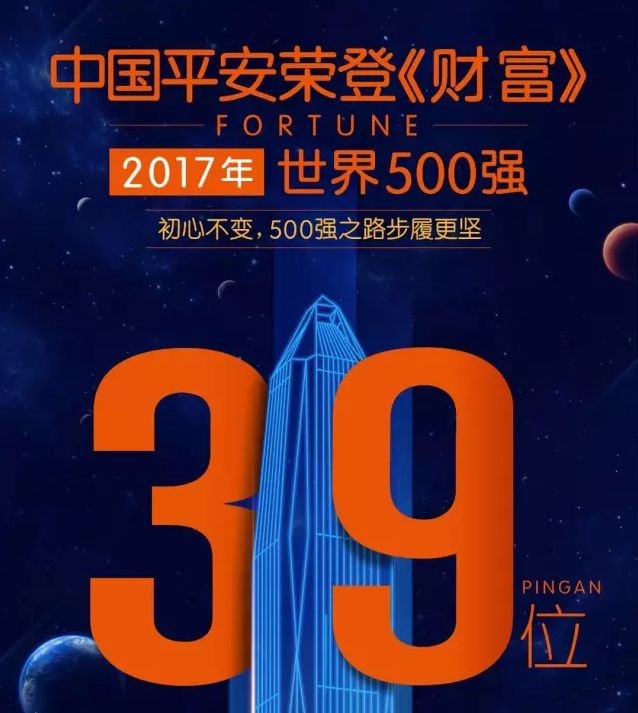 中国平安荣登《财富》
FORTUNE
2017年 世界500强
初心不变，500强之路步履更坚
39
PINGAN
位